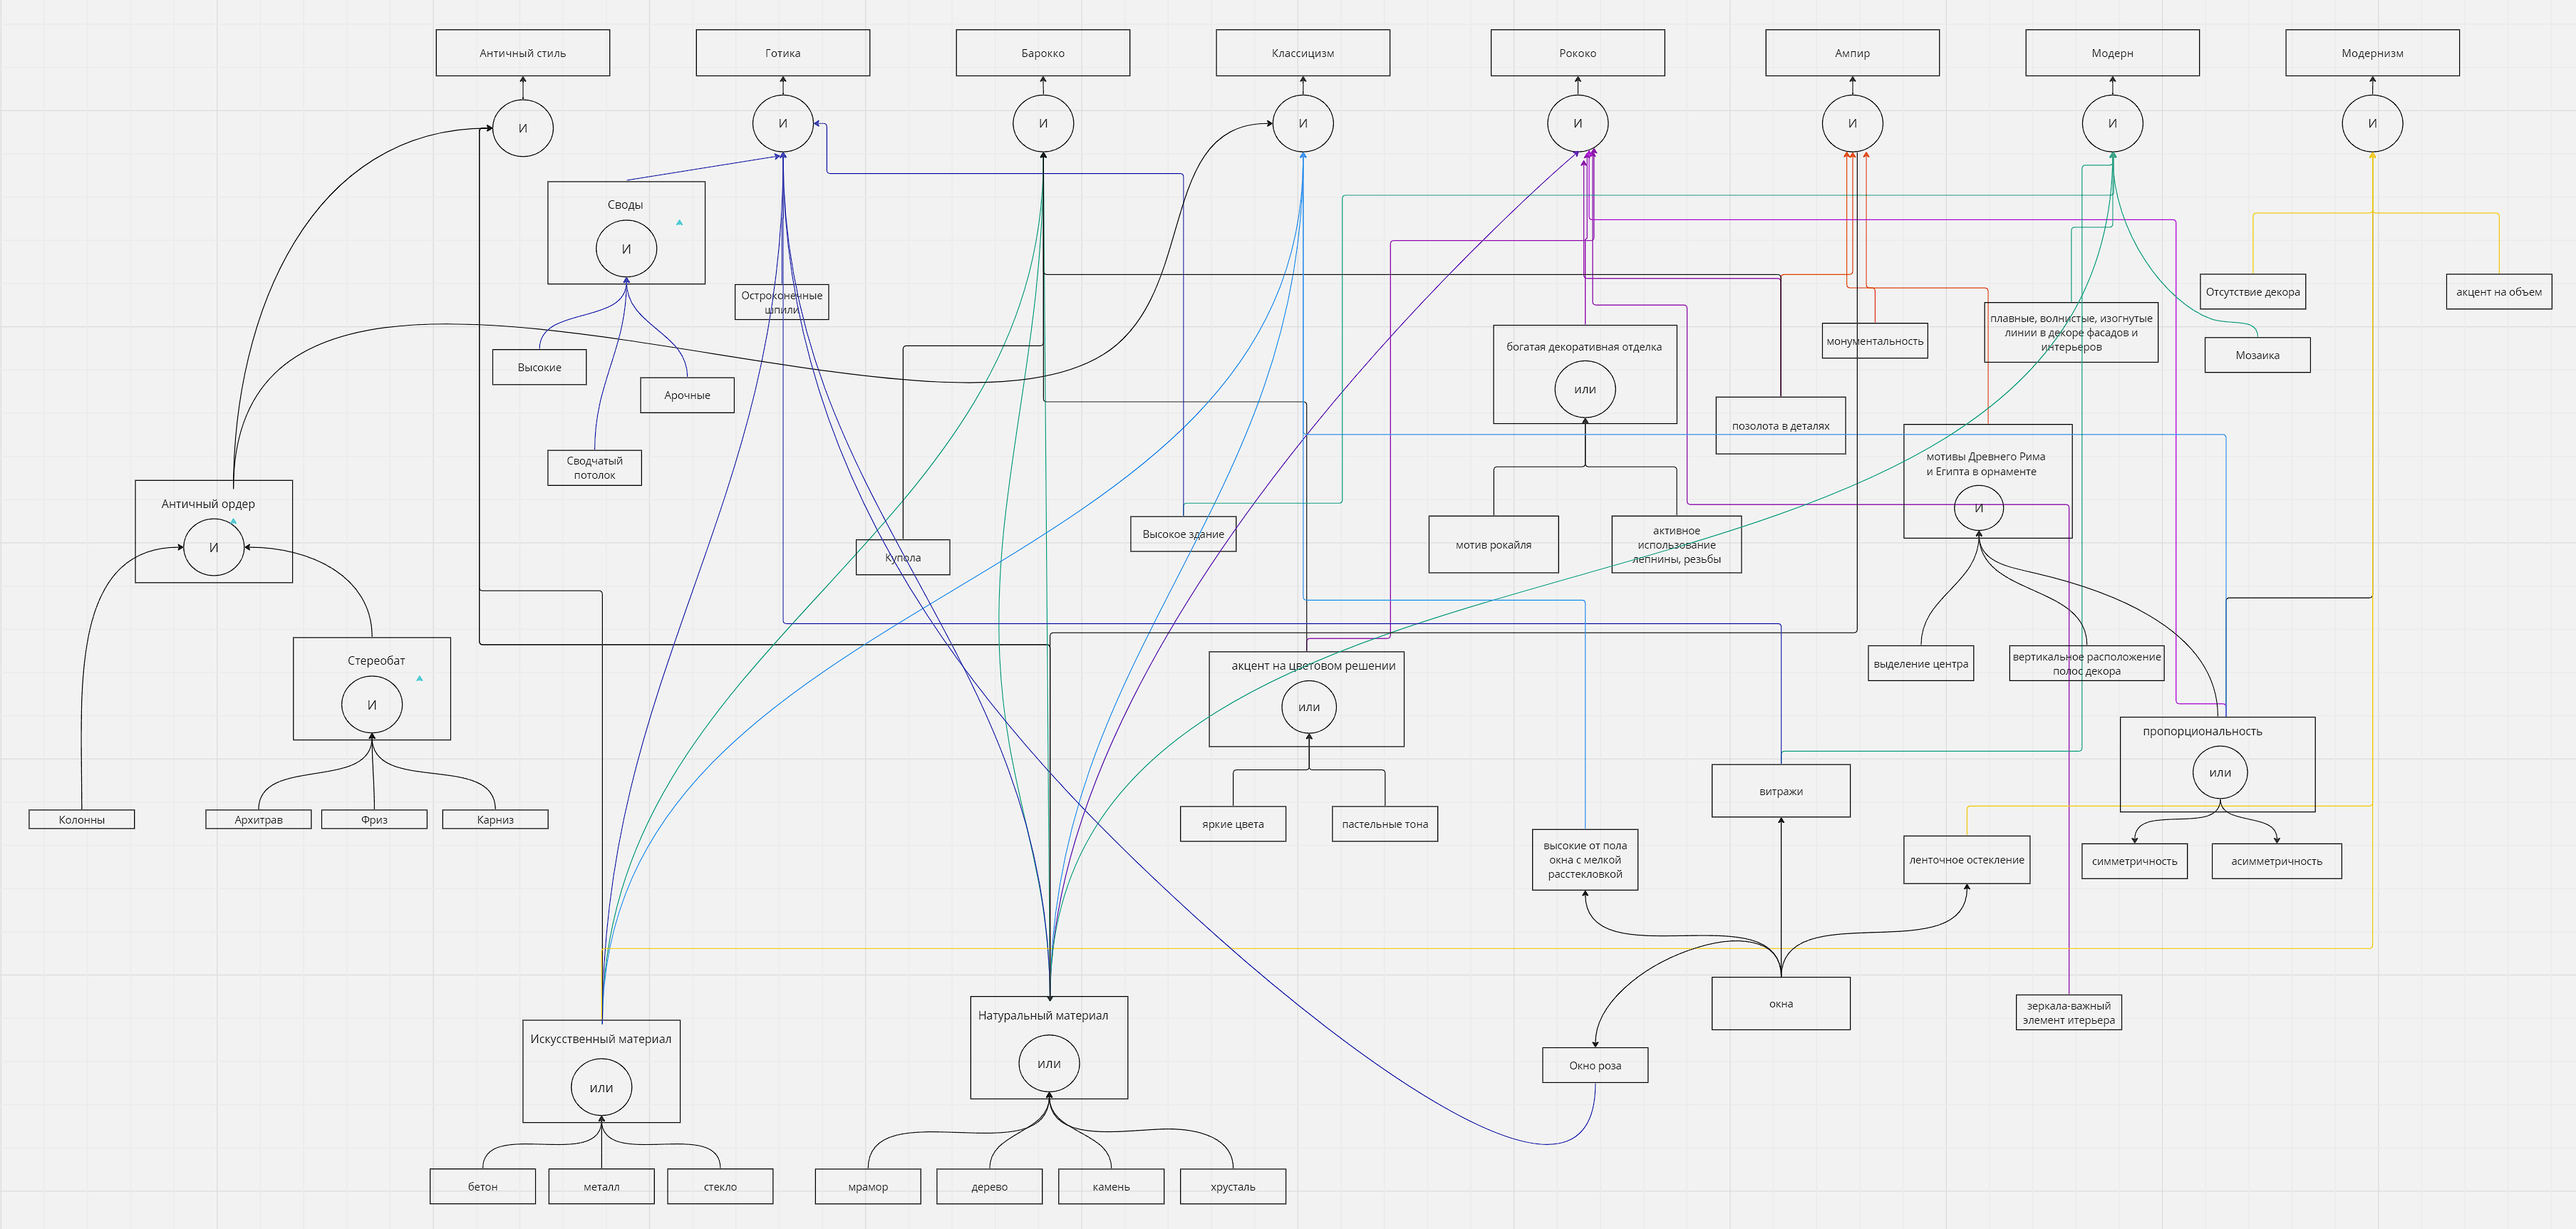 Античный стиль
Готика
Барокко
Классицизм
Рококо
Ампир
Модерн
Модернизм
И
И
И
И
И
И
И
И
Своды
И
Остроконечные
шпили
Отсутствие декора
акцент на объем
плавные, волнистые, изогнутые
линии в декоре фасадов и
интерьеров
монументальность
Мозаика
богатая декоративная отделка
или
Высокие
Арочные
позолота в деталях
Сводчатый
потолок
мотивы Древнего Рима
и Египта в орнаменте
И
Античный ордер
И
Высокое здание
Купола
мотив рокайля
активное
использование
лепнины, резьбы
Стереобат
И
акцент на цветовом решении
или
выделение центра
вертикальное расположение
полос декора
пропорциональность
или
витражи
Колонны
Архитрав
Фриз
Карниз
яркие цвета
пастельные тона
высокие от пола
окна с мелкой
расстекловкой
ленточное остекление
симметричность
асимметричность
окна
зеркала-важный
элемент итерьера
Искусственный материал
или
Натуральный материал
или
Окно роза
бетон
металл
стекло
мрамор
дерево
камень
хрусталь